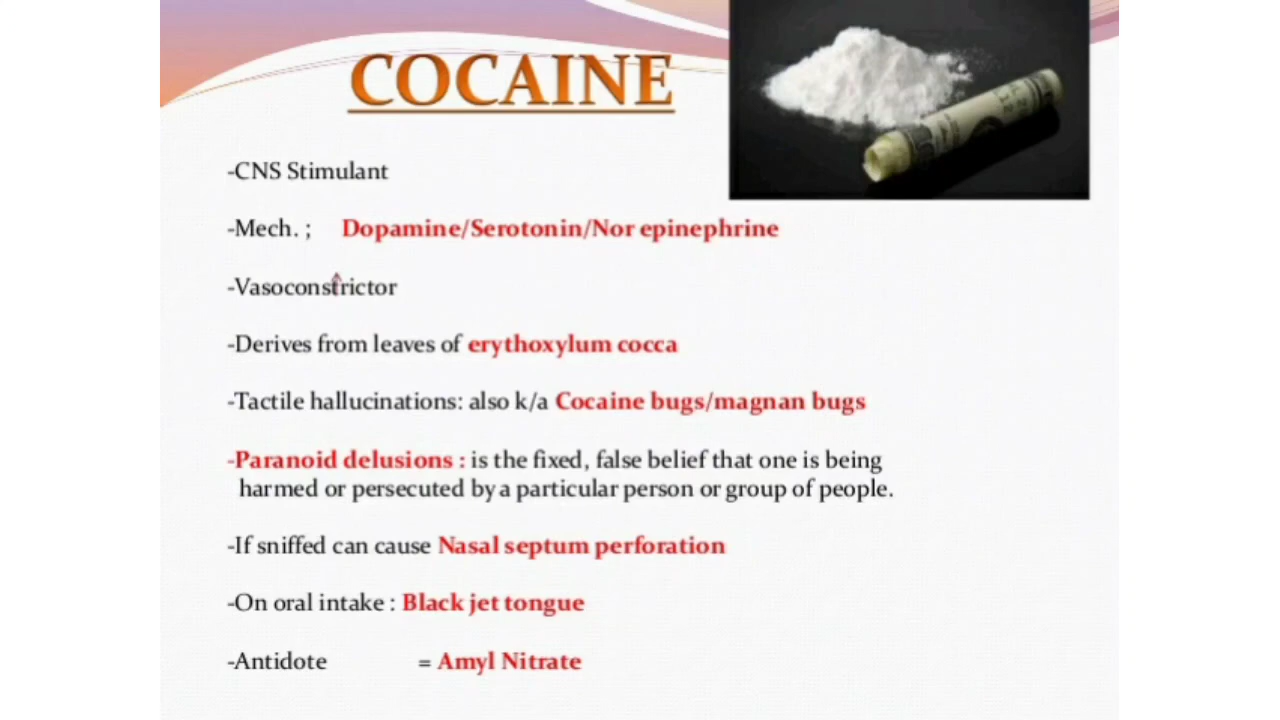 COCAINE
-CNS Stimulant
-Mech. ; Dopamine/Serotonin/Nor epinephrine
-Vasoconstrictor
-Derives from leaves of erythoxylum cocca
-Tactile hallucinations: also k/a Cocaine bugs/magnan bugs
-Paranoid delusions : is the fixed, false belief that one is being
harmed or persecuted by a particular person or group of people.
-If sniffed can cause Nasal septum perforation
-On oral intake : Black jet tongue
-Antidote = Amyl Nitrate